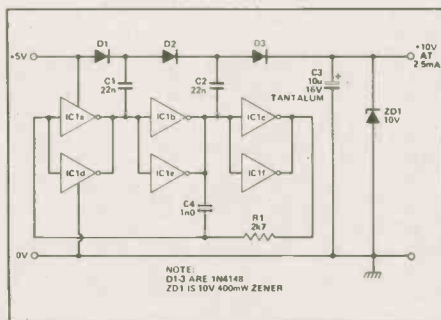 D1
D2
D3
+5V
+10V
AT
2.5mA
C1
22n
C2
22n
C3
10u
16V
TANTALUM
+
ZD1
10V
IC1a
IC1b
IC1c
IC1d
IC1e
IC1f
C4
1n0
R1
2k7
0V
NOTE:
D1-3 ARE 1N4148
ZD1 IS 10V 400mW ZENER